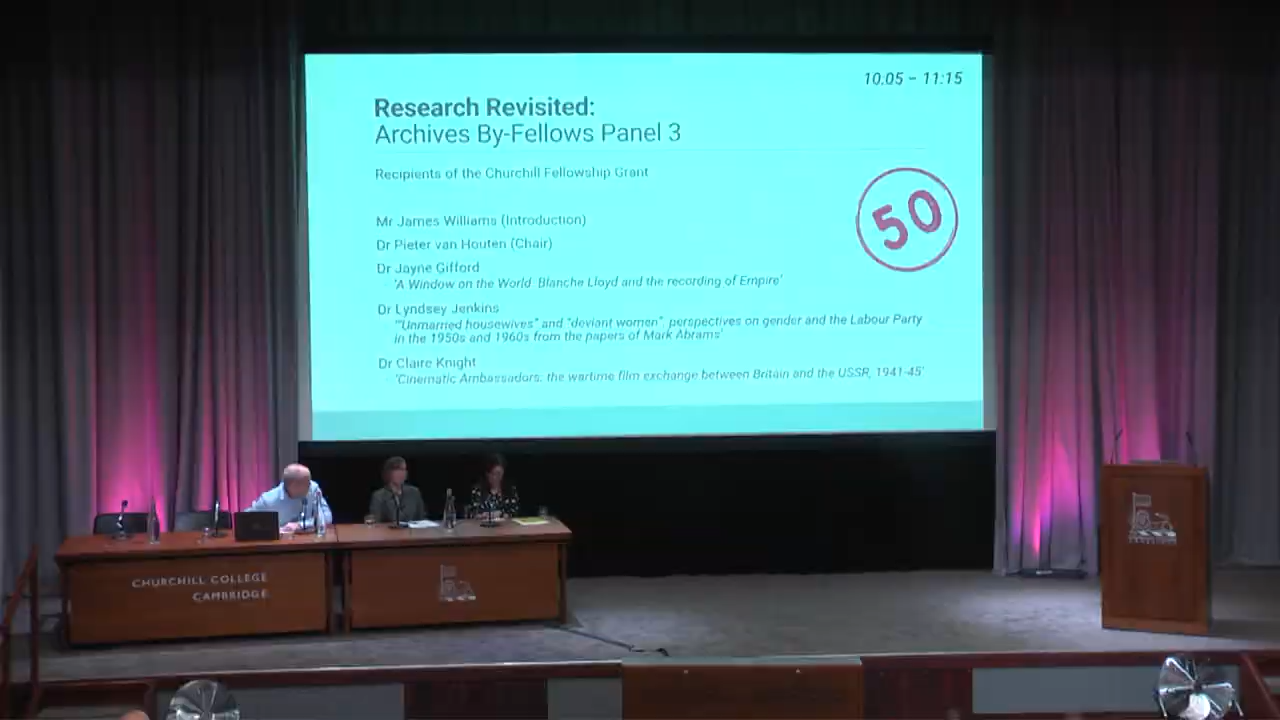 10.05 – 11:15
Research Revisited:
Archives By-Fellows Panel 3
Recipients of the Churchill Fellowship Grant
50
Mr James Williams (Introduction)
Dr Pieter van Houten (Chair)
Dr Jayne Gifford
'A Window on the World: Blanche Lloyd and the recording of Empire'
Dr Lyndsey Jenkins
'"Unmarried housewives" and "deviant women": perspectives on gender and the Labour Party
in the 1950s and 1960s from the papers of Mark Abrams'
Dr Claire Knight
'Cinematic Ambassadors: the wartime film exchange between Britain and the USSR, 1941-45'
CHURCHILL COLLEGE
CAMBRIDGE